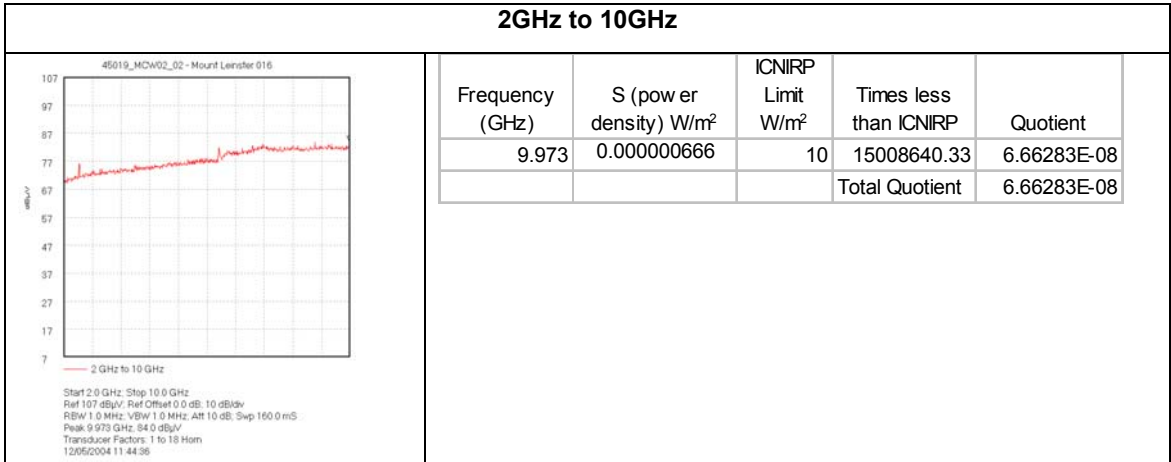 2GHz to 10GHz
45019_MCW02_02 - Mount Leinster 016
107
97
87
77
67
57
47
37
27
17
7
dBµV
2 GHz to 10 GHz
Start 2.0 GHz; Stop 10.0 GHz
Ref 107 dBµV; Ref Offset 0.0 dB; 10 dB/div
RBW 1.0 MHz; VBW 1.0 MHz; Att 10 dB; Swp 160.0 mS
Peak 9.973 GHz, 84.0 dBµV
Transducer Factors: 1 to 18 Horn
12/05/2004 11:44:36
Frequency (GHz) S (pow er density) W/m² ICNIRP Limit W/m² Times less than ICNIRP Quotient
9.973 0.000000666 10 15008640.33 6.66283E-08
Total Quotient 6.66283E-08